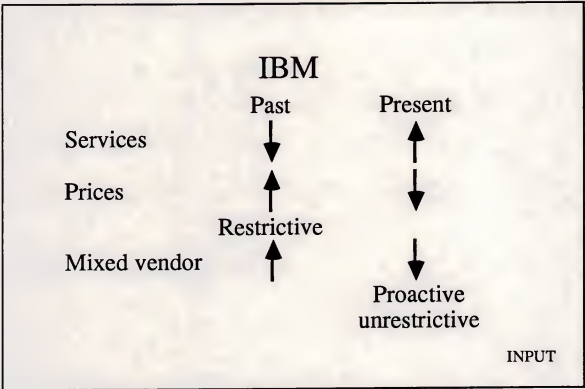 IBM
Past Present
Services
Prices
Restrictive
Mixed vendor
Proactive
unrestrictive
INPUT